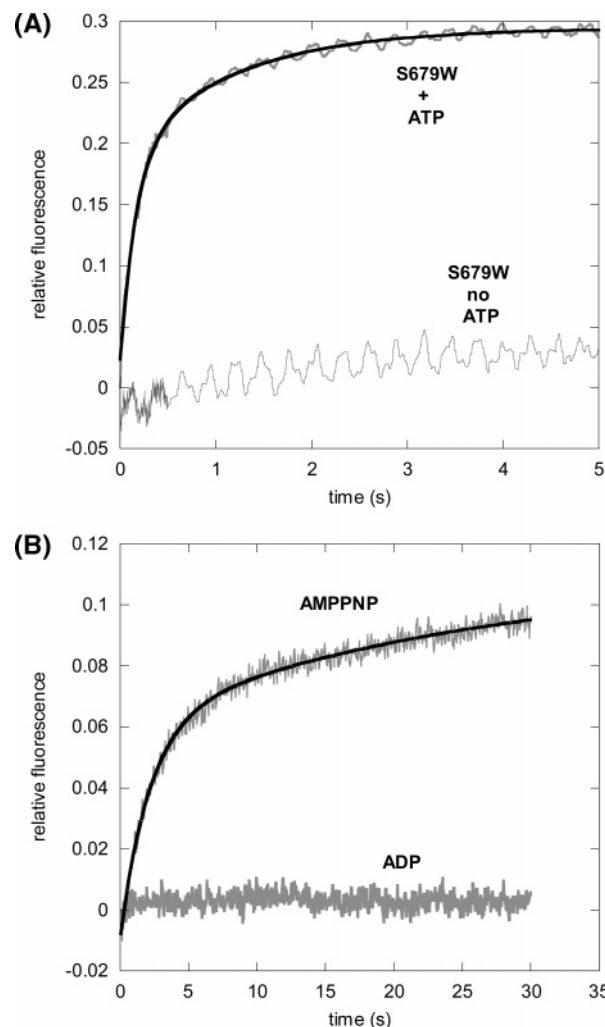 (A)
0.3
0.25
0.2
0.15
0.1
0.05
0
-0.05
relative fluorescence
S679W
+
ATP
S679W
no
ATP
0 1 2 3 4 5
time (s)
(B)
0.12
0.1
0.08
0.06
0.04
0.02
0
-0.02
relative fluorescence
AMPPNP
ADP
0 5 10 15 20 25 30 35
time (s)